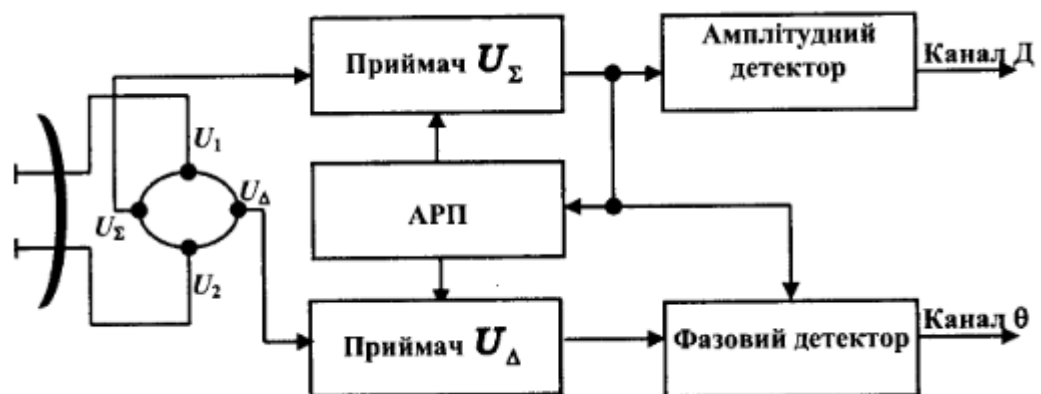 Приймач UΣ
Амплітудний
детектор
Канал Д
U1
UΣ
UΔ
U2
АРП
Приймач UΔ
Фазовий детектор
Канал θ